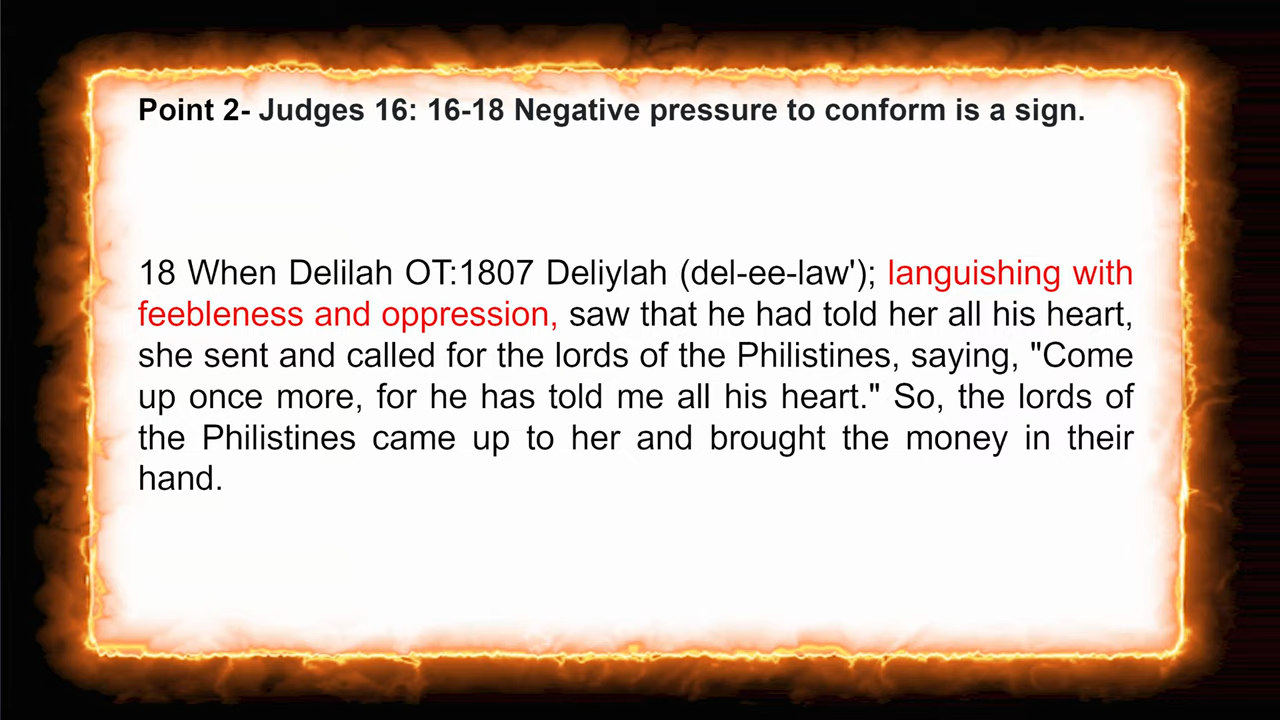 Point 2- Judges 16: 16-18 Negative pressure to conform is a sign.
18 When Delilah OT:1807 Deliylah (del-ee-law'); languishing with
feebleness and oppression, saw that he had told her all his heart,
she sent and called for the lords of the Philistines, saying, "Come
up once more, for he has told me all his heart." So, the lords of
the Philistines came up to her and brought the money in their
hand.